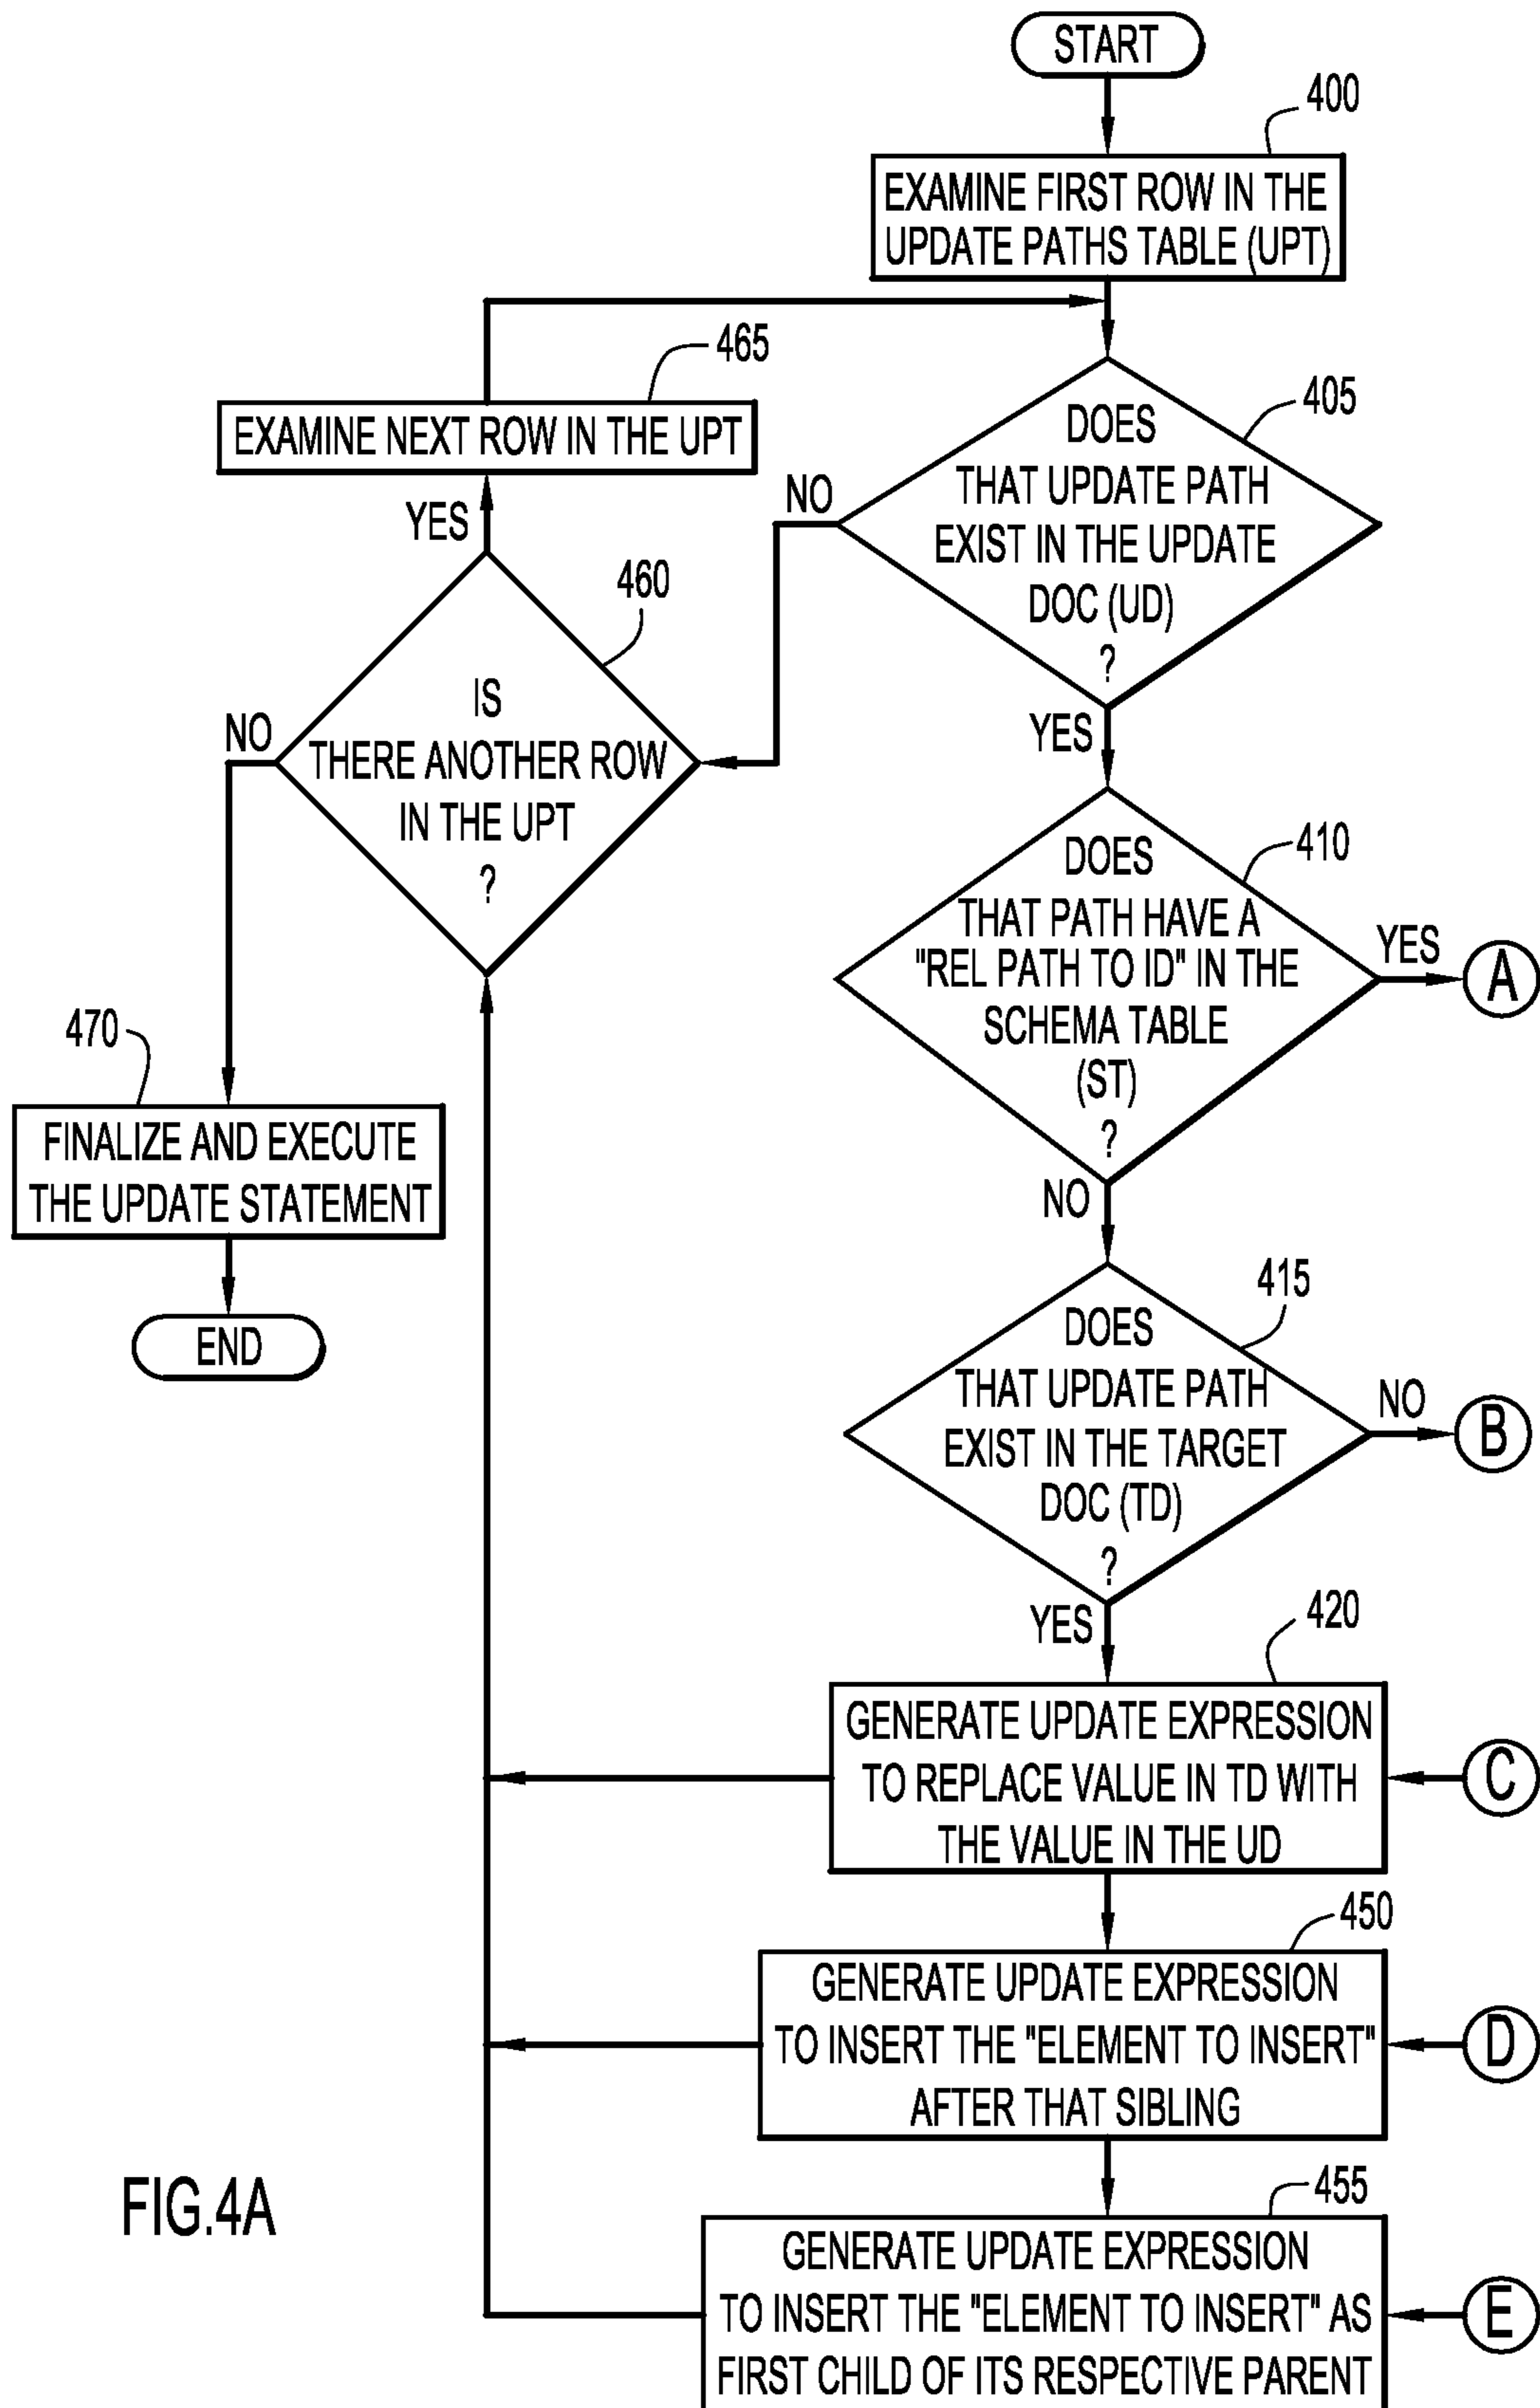 START
400
EXAMINE FIRST ROW IN THE
UPDATE PATHS TABLE (UPT)
465
EXAMINE NEXT ROW IN THE UPT
YES
405
DOES
THAT UPDATE PATH
EXIST IN THE UPDATE
DOC (UD)
?
NO
YES
460
IS
THERE ANOTHER ROW
IN THE UPT
?
NO
410
DOES
THAT PATH HAVE A
"REL PATH TO ID" IN THE
SCHEMA TABLE
(ST)
?
YES
A
NO
470
FINALIZE AND EXECUTE
THE UPDATE STATEMENT
END
415
DOES
THAT UPDATE PATH
EXIST IN THE TARGET
DOC (TD)
?
NO
B
YES
420
GENERATE UPDATE EXPRESSION
TO REPLACE VALUE IN TD WITH
THE VALUE IN THE UD
C
450
GENERATE UPDATE EXPRESSION
TO INSERT THE "ELEMENT TO INSERT"
AFTER THAT SIBLING
D
455
GENERATE UPDATE EXPRESSION
TO INSERT THE "ELEMENT TO INSERT" AS
FIRST CHILD OF ITS RESPECTIVE PARENT
E
FIG.4A